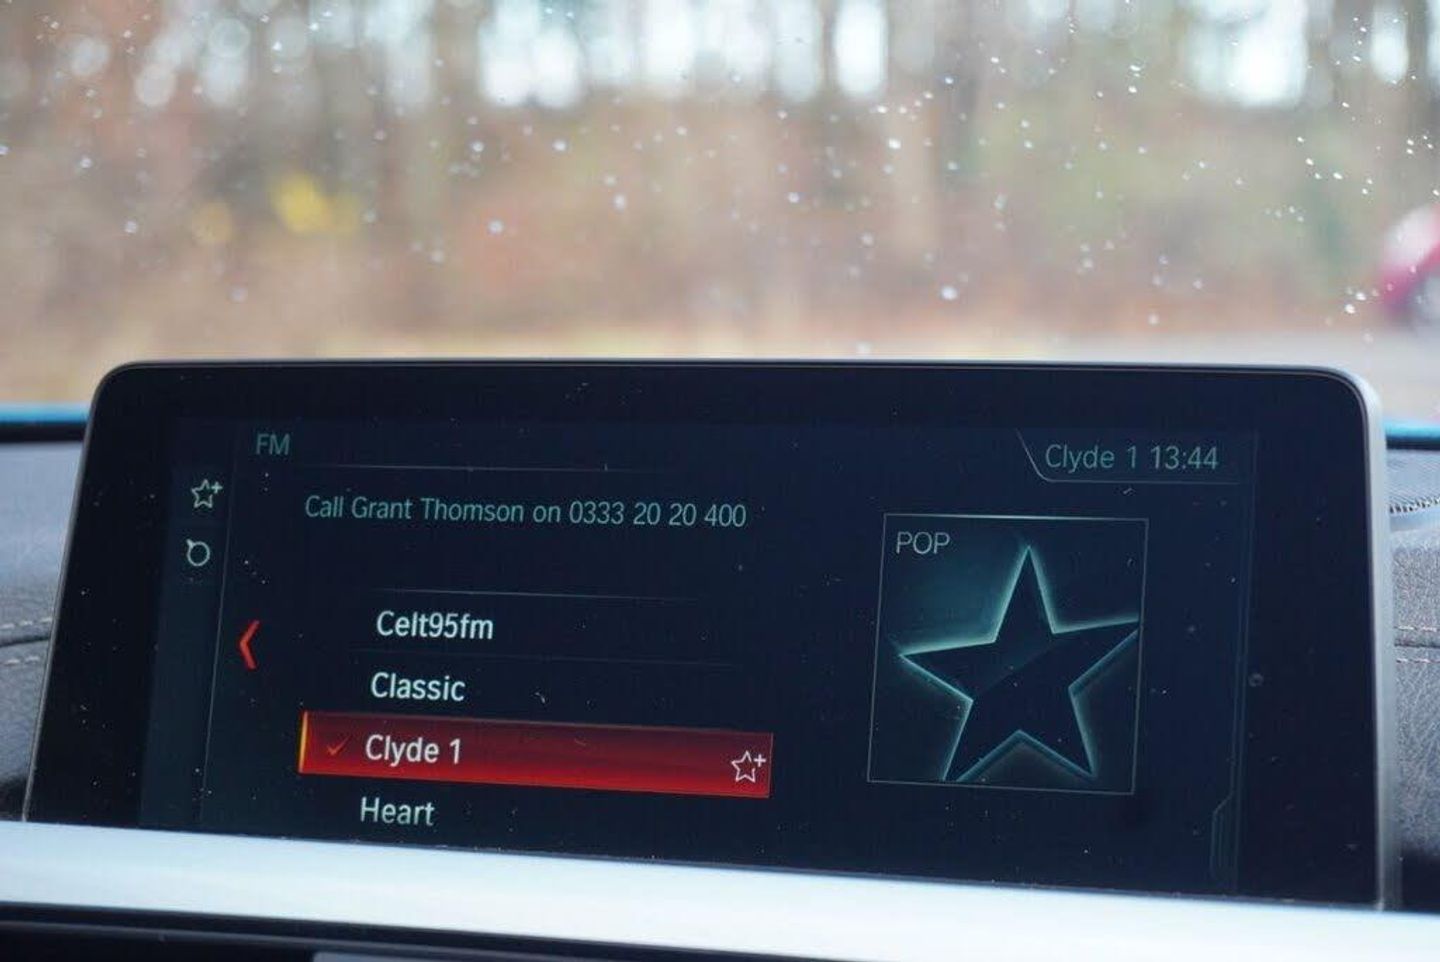 FM
Clyde 1 13:44
Call Grant Thomson on 0333 20 20 400
POP
Celt95fm
Classic
Clyde 1
Heart